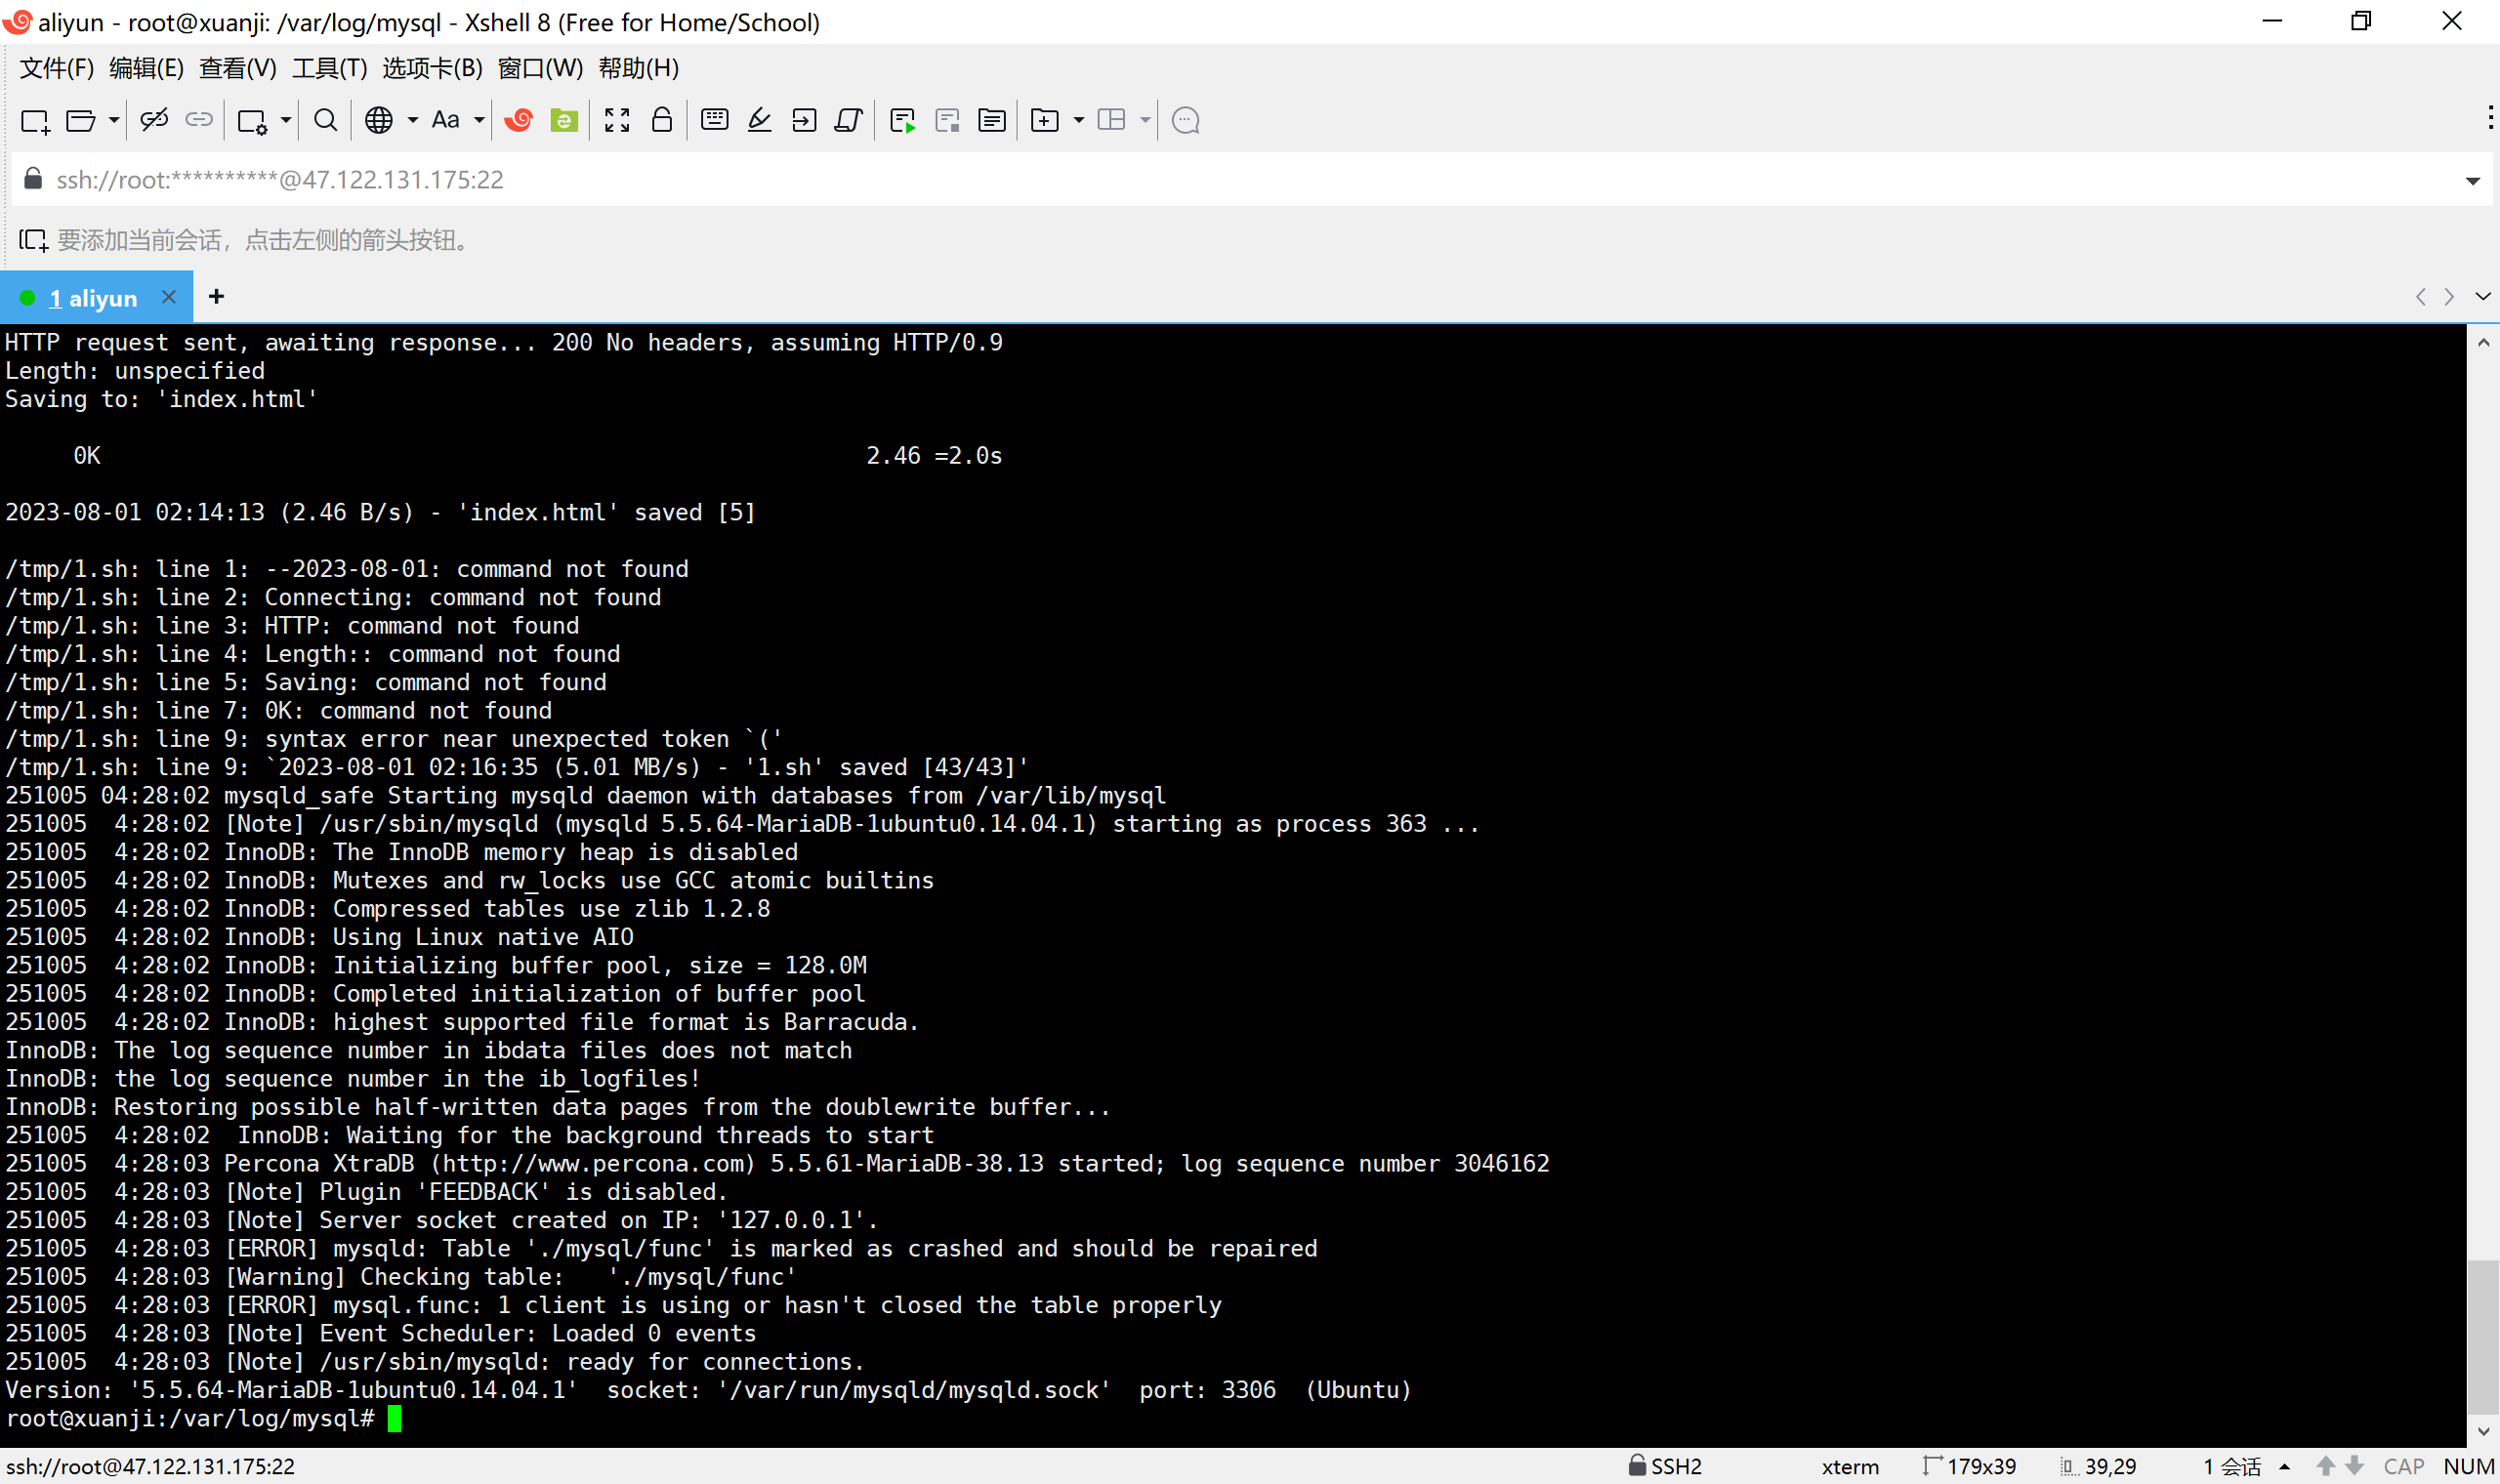 aliyun - root@xuanji: /var/log/mysql - Xshell 8 (Free for Home/School)
文件(F) 编辑(E) 查看(V) 工具(T) 选项卡(B) 窗口(W) 帮助(H)
Aa
ssh://root:**********@47.122.131.175:22
要添加当前会话，点击左侧的箭头按钮。
1 aliyun
HTTP request sent, awaiting response... 200 No headers, assuming HTTP/0.9
Length: unspecified
Saving to: 'index.html'
     0K                                                        2.46 =2.0s
2023-08-01 02:14:13 (2.46 B/s) - 'index.html' saved [5]
/tmp/1.sh: line 1: --2023-08-01: command not found
/tmp/1.sh: line 2: Connecting: command not found
/tmp/1.sh: line 3: HTTP: command not found
/tmp/1.sh: line 4: Length:: command not found
/tmp/1.sh: line 5: Saving: command not found
/tmp/1.sh: line 7: 0K: command not found
/tmp/1.sh: line 9: syntax error near unexpected token `('
/tmp/1.sh: line 9: `2023-08-01 02:16:35 (5.01 MB/s) - '1.sh' saved [43/43]'
251005 04:28:02 mysqld_safe Starting mysqld daemon with databases from /var/lib/mysql
251005  4:28:02 [Note] /usr/sbin/mysqld (mysqld 5.5.64-MariaDB-1ubuntu0.14.04.1) starting as process 363 ...
251005  4:28:02 InnoDB: The InnoDB memory heap is disabled
251005  4:28:02 InnoDB: Mutexes and rw_locks use GCC atomic builtins
251005  4:28:02 InnoDB: Compressed tables use zlib 1.2.8
251005  4:28:02 InnoDB: Using Linux native AIO
251005  4:28:02 InnoDB: Initializing buffer pool, size = 128.0M
251005  4:28:02 InnoDB: Completed initialization of buffer pool
251005  4:28:02 InnoDB: highest supported file format is Barracuda.
InnoDB: The log sequence number in ibdata files does not match
InnoDB: the log sequence number in the ib_logfiles!
InnoDB: Restoring possible half-written data pages from the doublewrite buffer...
251005  4:28:02  InnoDB: Waiting for the background threads to start
251005  4:28:03 Percona XtraDB (http://www.percona.com) 5.5.61-MariaDB-38.13 started; log sequence number 3046162
251005  4:28:03 [Note] Plugin 'FEEDBACK' is disabled.
251005  4:28:03 [Note] Server socket created on IP: '127.0.0.1'.
251005  4:28:03 [ERROR] mysqld: Table './mysql/func' is marked as crashed and should be repaired
251005  4:28:03 [Warning] Checking table:   './mysql/func'
251005  4:28:03 [ERROR] mysql.func: 1 client is using or hasn't closed the table properly
251005  4:28:03 [Note] Event Scheduler: Loaded 0 events
251005  4:28:03 [Note] /usr/sbin/mysqld: ready for connections.
Version: '5.5.64-MariaDB-1ubuntu0.14.04.1'  socket: '/var/run/mysqld/mysqld.sock'  port: 3306  (Ubuntu)
root@xuanji:/var/log/mysql#
ssh://root@47.122.131.175:22 SSH2 xterm 179x39 39,29 1 会话 CAP NUM